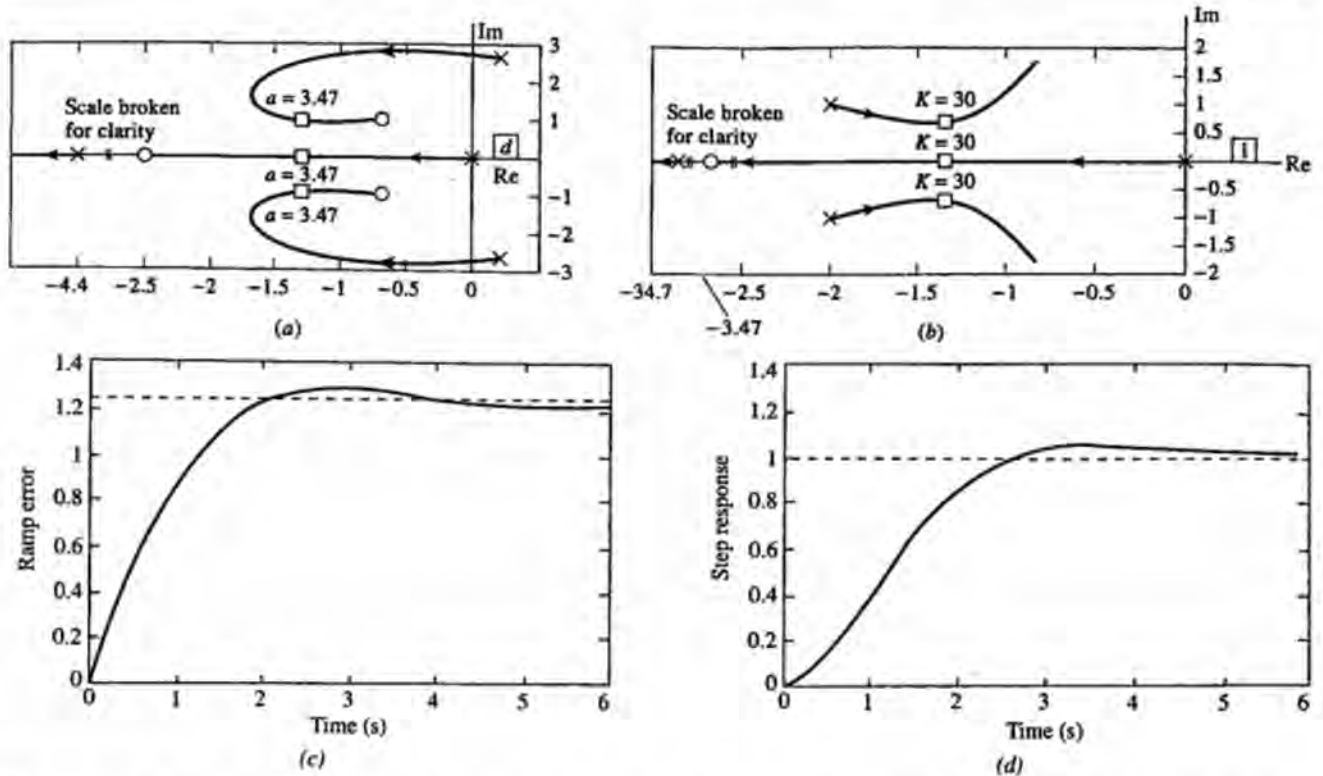 Im
3
2
1
-1
-2
-3
a = 3.47
Scale broken
for clarity
d
Re
a = 3.47
a = 3.47
-4.4 -2.5 -2 -1.5 -1 -0.5 0
(a)
Im
2
1.5
1
0.5
-0.5
-1
-1.5
-2
Scale broken
for clarity
K = 30
K = 30
K = 30
1
Re
-34.7 -2.5 -2 -1.5 -1 -0.5 0
-3.47
(b)
1.4
1.2
1
0.8
0.6
0.4
0.2
0
Ramp error
0 1 2 3 4 5 6
Time (s)
(c)
1.4
1.2
1
0.8
0.6
0.4
0.2
0
Step response
0 1 2 3 4 5 6
Time (s)
(d)